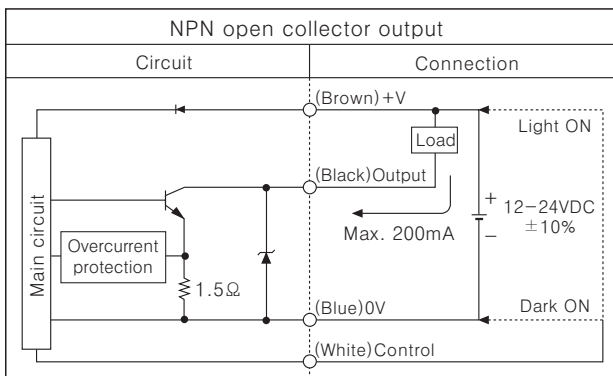 NPN open collector output
Circuit
Connection
(Brown)+V
Light ON
Load
(Black)Output
Main circuit
Overcurrent
protection
1.5Ω
Max. 200mA
+
12-24VDC
±10%
−
(Blue)0V
Dark ON
(White)Control